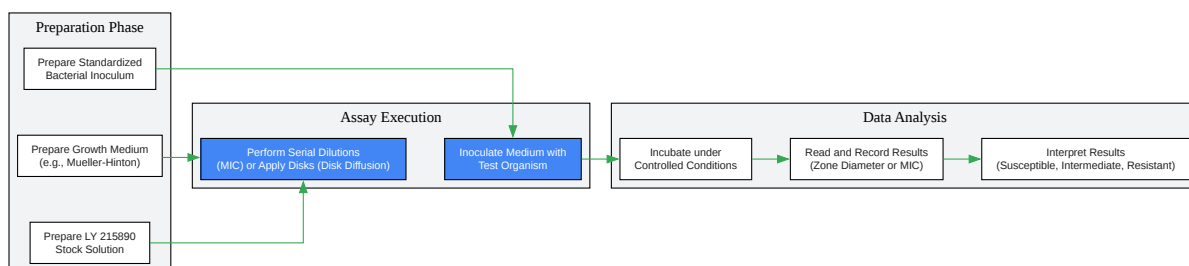 Preparation Phase
Prepare Standardized
Bacterial Inoculum
Prepare Growth Medium
(e.g., Mueller-Hinton)
Prepare LY 215890
Stock Solution
Assay Execution
Perform Serial Dilutions
(MIC) or Apply Disks (Disk Diffusion)
Inoculate Medium with
Test Organism
Data Analysis
Incubate under
Controlled Conditions
Read and Record Results
(Zone Diameter or MIC)
Interpret Results
(Susceptible, Intermediate, Resistant)